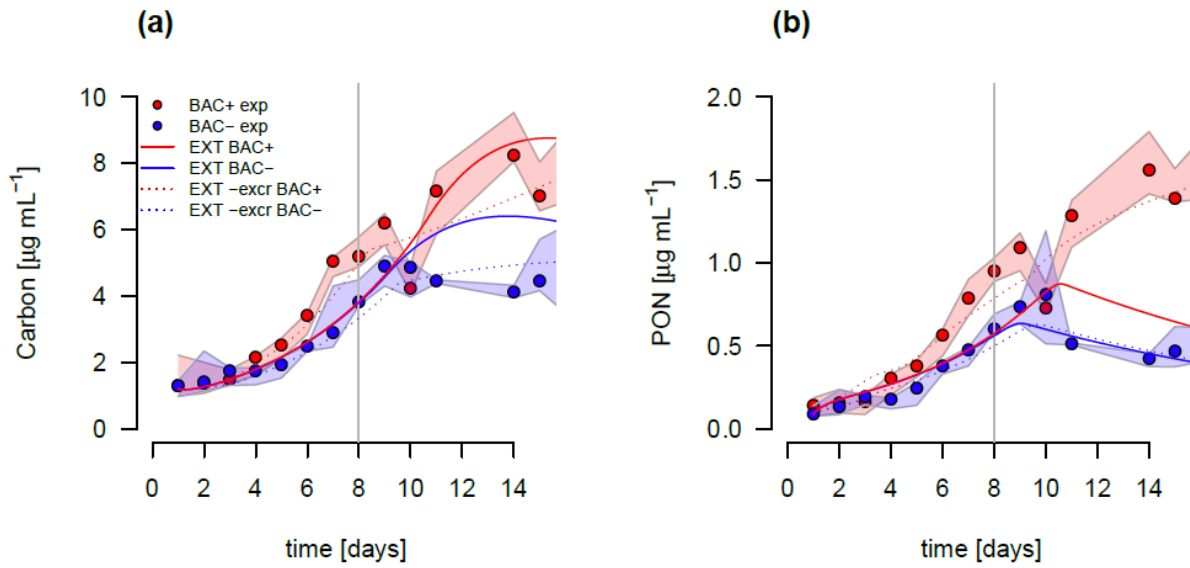 (a)
Carbon [µg mL⁻¹]
10
8
6
4
2
0
BAC+ exp
BAC− exp
EXT BAC+
EXT BAC−
EXT −excr BAC+
EXT −excr BAC−
0 2 4 6 8 10 12 14
time [days]
(b)
PON [µg mL⁻¹]
2.0
1.5
1.0
0.5
0.0
0 2 4 6 8 10 12 14
time [days]